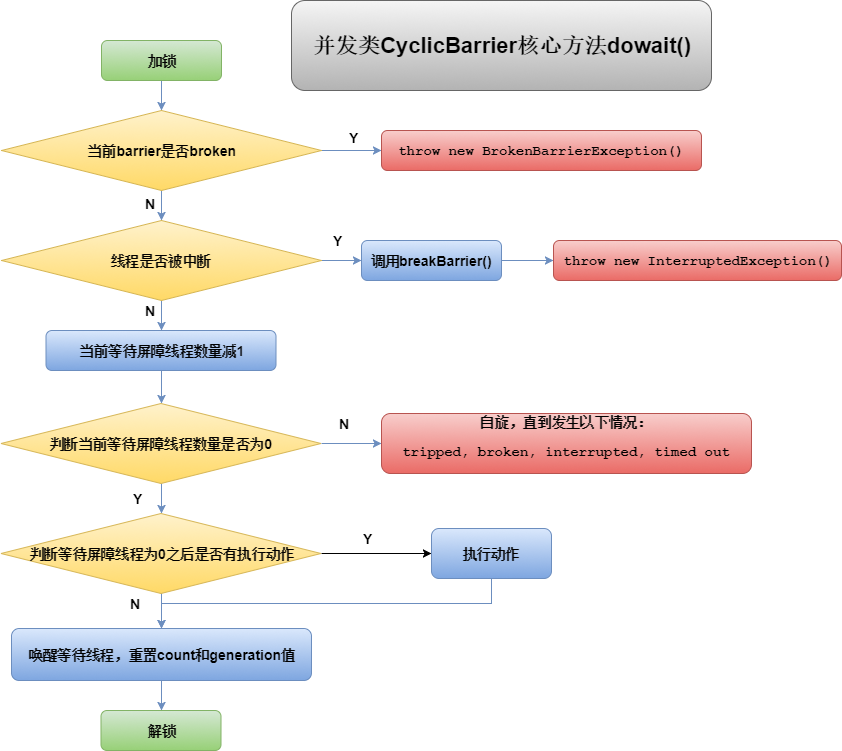 并发类CyclicBarrier核心方法dowait()
加锁
当前barrier是否broken
Y
throw new BrokenBarrierException()
N
线程是否被中断
Y
调用breakBarrier()
throw new InterruptedException()
N
当前等待屏障线程数量减1
判断当前等待屏障线程数量是否为0
N
自旋，直到发生以下情况：
tripped, broken, interrupted, timed out
Y
判断等待屏障线程为0之后是否有执行动作
Y
执行动作
N
唤醒等待线程，重置count和generation值
解锁